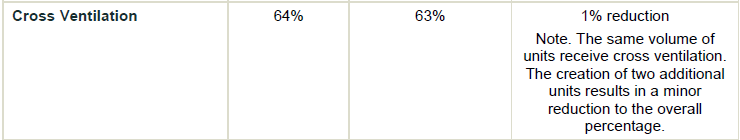 Cross Ventilation 64% 63% 1% reduction
Note. The same volume of
units receive cross ventilation.
The creation of two additional
units results in a minor
reduction to the overall
percentage.